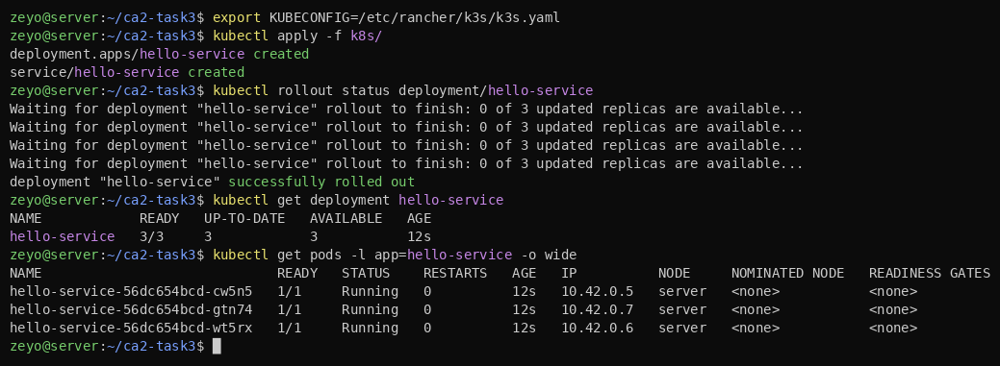 zeyo@server:~/ca2-task3$ export KUBECONFIG=/etc/rancher/k3s/k3s.yaml
zeyo@server:~/ca2-task3$ kubectl apply -f k8s/
deployment.apps/hello-service created
service/hello-service created
zeyo@server:~/ca2-task3$ kubectl rollout status deployment/hello-service
Waiting for deployment "hello-service" rollout to finish: 0 of 3 updated replicas are available...
Waiting for deployment "hello-service" rollout to finish: 0 of 3 updated replicas are available...
Waiting for deployment "hello-service" rollout to finish: 0 of 3 updated replicas are available...
Waiting for deployment "hello-service" rollout to finish: 0 of 3 updated replicas are available...
deployment "hello-service" successfully rolled out
zeyo@server:~/ca2-task3$ kubectl get deployment hello-service
NAME            READY   UP-TO-DATE   AVAILABLE   AGE
hello-service   3/3     3            3           12s
zeyo@server:~/ca2-task3$ kubectl get pods -l app=hello-service -o wide
NAME                             READY   STATUS    RESTARTS   AGE   IP          NODE     NOMINATED NODE   READINESS GATES
hello-service-56dc654bcd-cw5n5   1/1     Running   0          12s   10.42.0.5   server   <none>           <none>
hello-service-56dc654bcd-gtn74   1/1     Running   0          12s   10.42.0.7   server   <none>           <none>
hello-service-56dc654bcd-wt5rx   1/1     Running   0          12s   10.42.0.6   server   <none>           <none>
zeyo@server:~/ca2-task3$